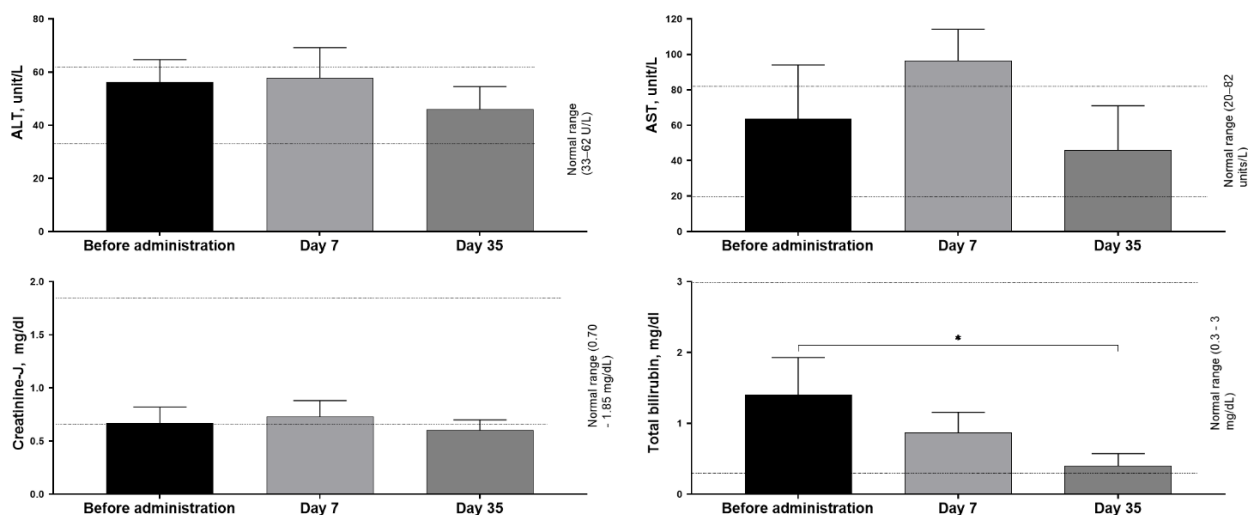 ALT, unit/L
80
60
40
20
0
Before administration
Day 7
Day 35
Normal range
(33–62 U/L)
AST, unit/L
120
100
80
60
40
20
0
Before administration
Day 7
Day 35
Normal range (20–82
units/L)
Creatinine-J, mg/dl
2.0
1.5
1.0
0.5
0.0
Before administration
Day 7
Day 35
Normal range (0.70
- 1.85 mg/dL)
Total bilirubin, mg/dl
3
2
1
0
*
Before administration
Day 7
Day 35
Normal range (0.3 - 3
mg/dL)